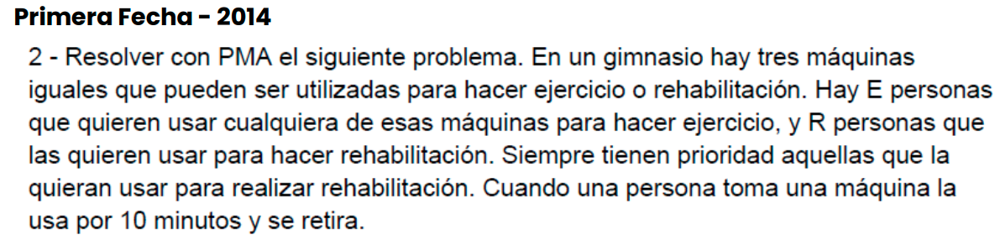 Primera Fecha - 2014
2 - Resolver con PMA el siguiente problema. En un gimnasio hay tres máquinas
iguales que pueden ser utilizadas para hacer ejercicio o rehabilitación. Hay E personas
que quieren usar cualquiera de esas máquinas para hacer ejercicio, y R personas que
las quieren usar para hacer rehabilitación. Siempre tienen prioridad aquellas que la
quieran usar para realizar rehabilitación. Cuando una persona toma una máquina la
usa por 10 minutos y se retira.